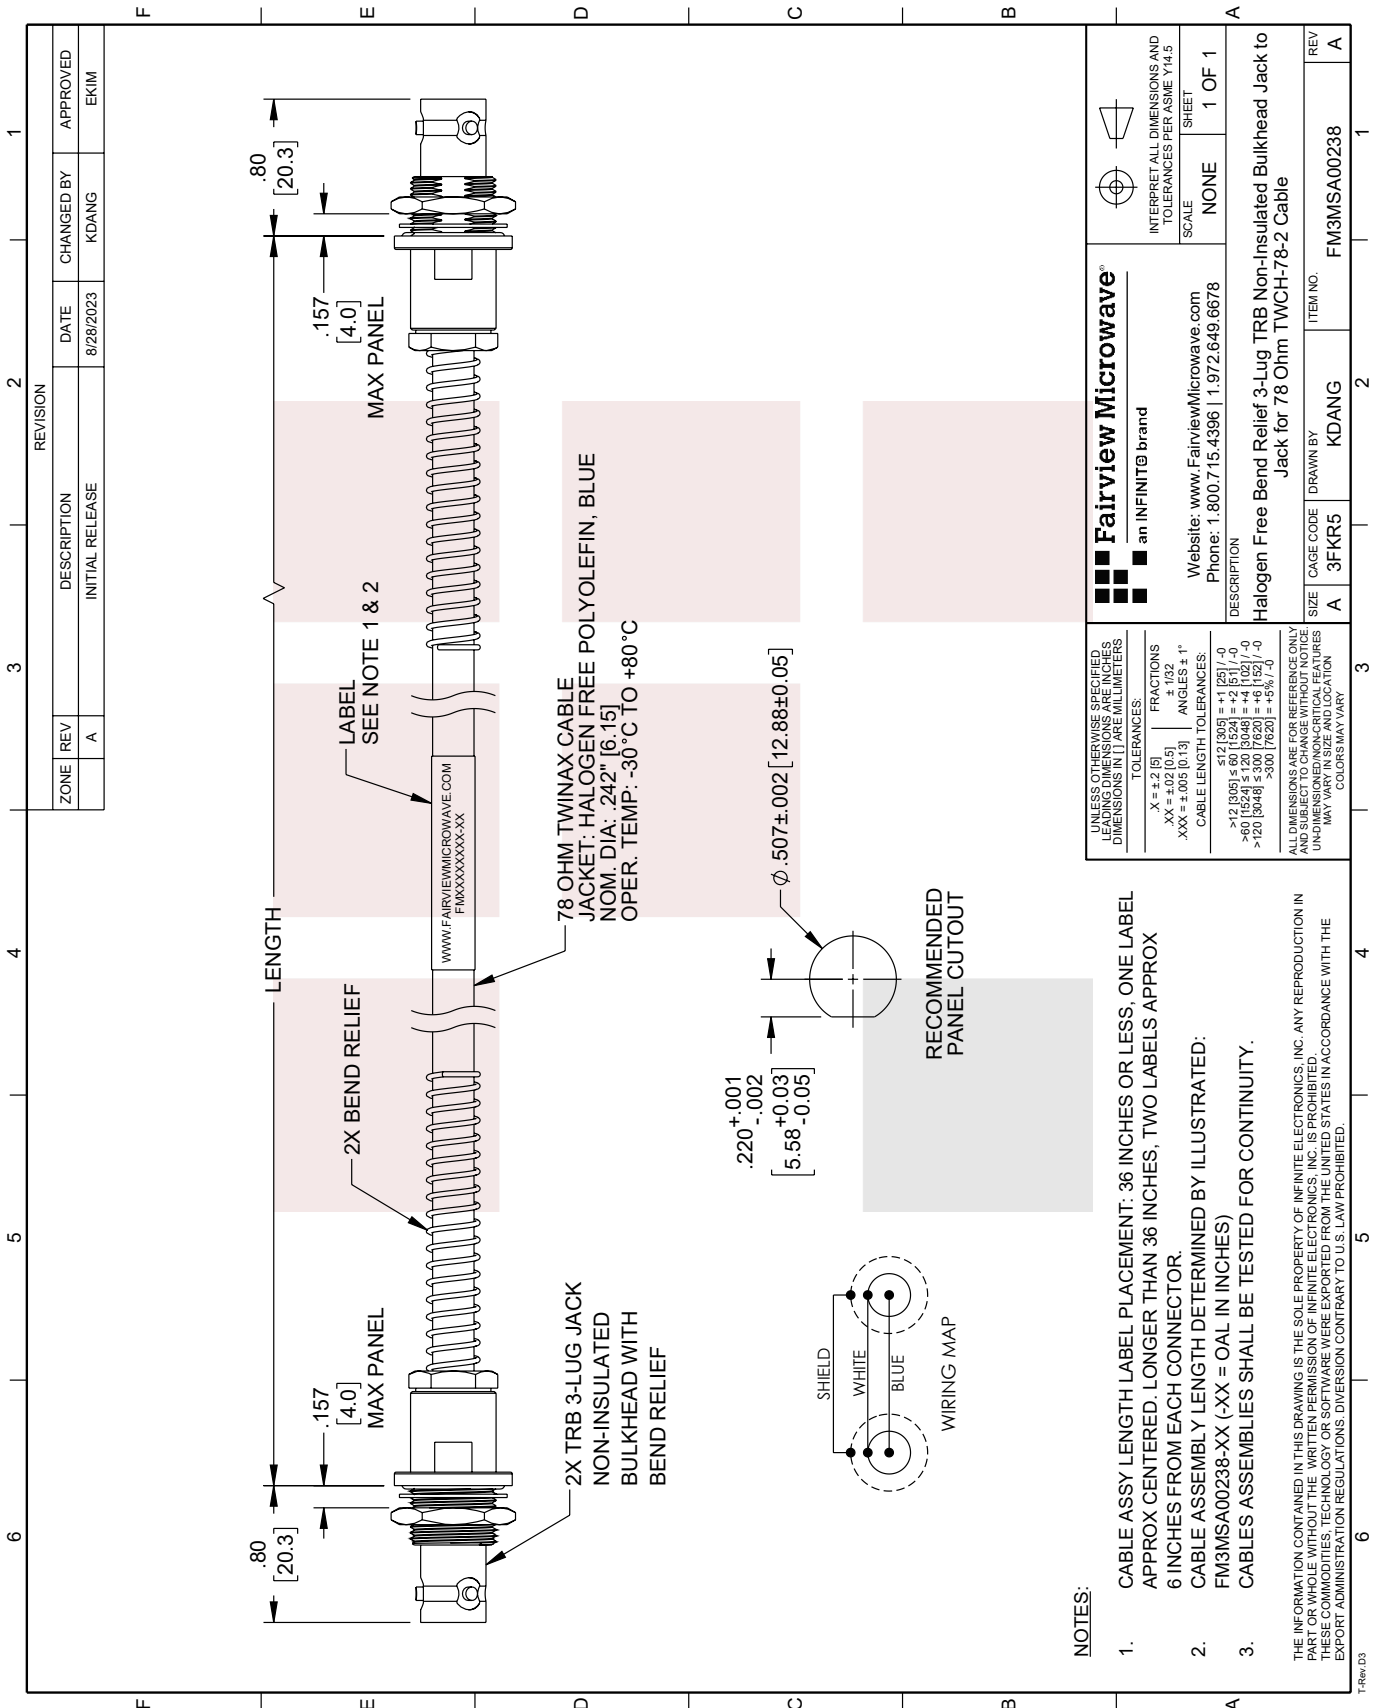 REVISION
ZONE
REV
DESCRIPTION
DATE
CHANGED BY
APPROVED
A
INITIAL RELEASE
8/28/2023
KDANG
EKIM
6
5
4
3
2
1
F
E
D
C
B
A
F
E
D
C
B
A
.80
[20.3]
.157
[4.0]
MAX PANEL
2X BEND RELIEF
LENGTH
LABEL
SEE NOTE 1 & 2
.157
[4.0]
MAX PANEL
.80
[20.3]
WWW.FAIRVIEWMICROWAVE.COM
FMXXXXXXXX-XX
2X TRB 3-LUG JACK
NON-INSULATED
BULKHEAD WITH
BEND RELIEF
78 OHM TWINAX CABLE
JACKET: HALOGEN FREE POLYOLEFIN, BLUE
NOM. DIA: .242" [6.15]
OPER. TEMP: -30°C TO +80°C
SHIELD
WHITE
BLUE
WIRING MAP
.220 +.001 -.002
[5.58 +0.03 -0.05]
Ø.507±.002 [12.88±0.05]
RECOMMENDED
PANEL CUTOUT
NOTES:
1. CABLE ASSY LENGTH LABEL PLACEMENT: 36 INCHES OR LESS, ONE LABEL
APPROX CENTERED. LONGER THAN 36 INCHES, TWO LABELS APPROX
6 INCHES FROM EACH CONNECTOR.
2. CABLE ASSEMBLY LENGTH DETERMINED BY ILLUSTRATED:
FM3MSA00238-XX (-XX = OAL IN INCHES)
3. CABLES ASSEMBLIES SHALL BE TESTED FOR CONTINUITY.
THE INFORMATION CONTAINED IN THIS DRAWING IS THE SOLE PROPERTY OF INFINITE ELECTRONICS, INC. ANY REPRODUCTION IN
PART OR WHOLE WITHOUT THE WRITTEN PERMISSION OF INFINITE ELECTRONICS, INC. IS PROHIBITED.
THESE COMMODITIES, TECHNOLOGY OR SOFTWARE WERE EXPORTED FROM THE UNITED STATES IN ACCORDANCE WITH THE
EXPORT ADMINISTRATION REGULATIONS. DIVERSION CONTRARY TO U.S. LAW PROHIBITED.
UNLESS OTHERWISE SPECIFIED
LEADING DIMENSIONS ARE INCHES
DIMENSIONS IN [ ] ARE MILLIMETERS
TOLERANCES:
.X = ±.2 [5]
.XX = ±.02 [0.5]
.XXX = ±.005 [0.13]
FRACTIONS
± 1/32
ANGLES ± 1°
CABLE LENGTH TOLERANCES:
≤12 [305] = +1 [25] / -0
>12 [305] ≤ 60 [1524] = +2 [51] / -0
>60 [1524] ≤ 120 [3048] = +4 [102] / -0
>120 [3048] ≤ 300 [7620] = +6 [152] / -0
>300 [7620] = +5% / -0
ALL DIMENSIONS ARE FOR REFERENCE ONLY
AND SUBJECT TO CHANGE WITHOUT NOTICE.
UN-DIMENSIONED/NON-CRITICAL FEATURES
MAY VARY IN SIZE AND LOCATION
COLORS MAY VARY
Fairview Microwave®
an INFINIT® brand
Website: www.FairviewMicrowave.com
Phone: 1.800.715.4396 | 1.972.649.6678
INTERPRET ALL DIMENSIONS AND
TOLERANCES PER ASME Y14.5
SCALE
NONE
SHEET
1 OF 1
DESCRIPTION
Halogen Free Bend Relief 3-Lug TRB Non-Insulated Bulkhead Jack to
Jack for 78 Ohm TWCH-78-2 Cable
SIZE
A
CAGE CODE
3FKR5
DRAWN BY
KDANG
ITEM NO.
FM3MSA00238
REV
A
6
5
4
3
2
1
T-Rev.D3